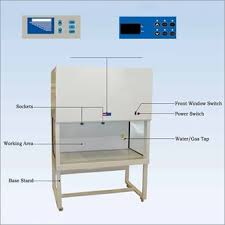 Front Window Switch
Sockets
Power Switch
Working Area
Water/Gas Tap
Base Stand